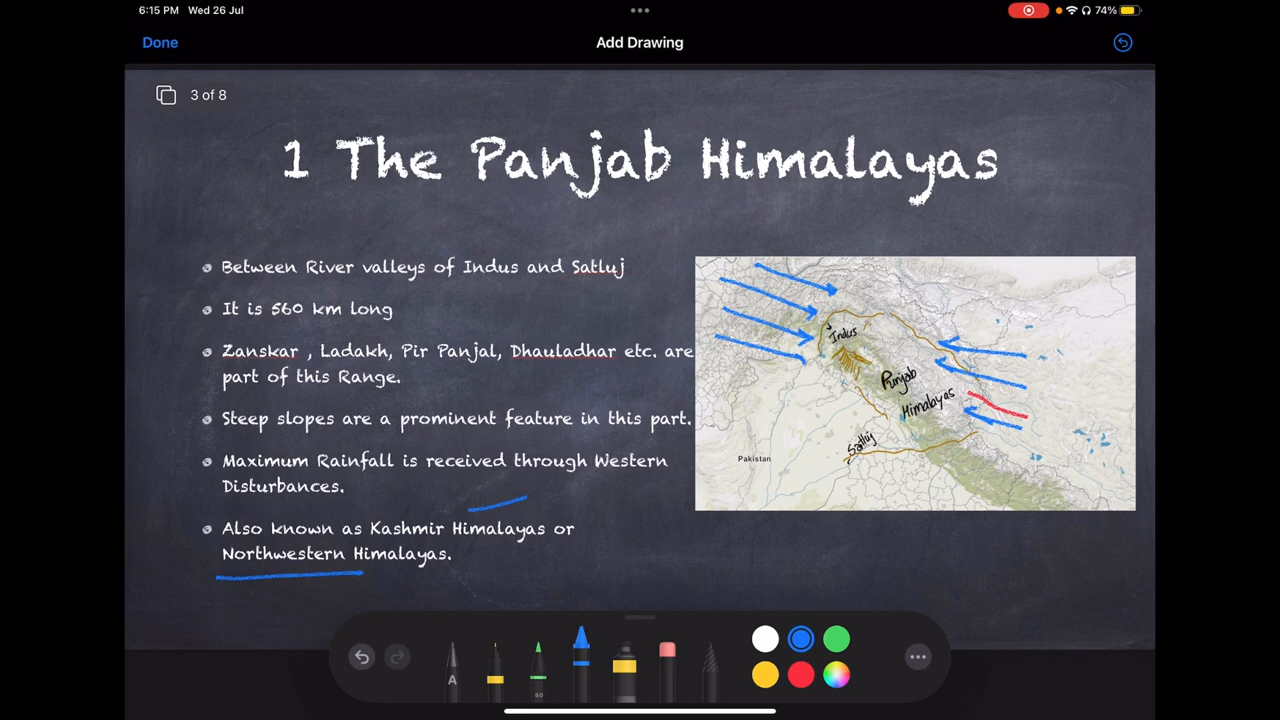 6:15 PM Wed 26 Jul
74%
Done
Add Drawing
3 of 8
1 The Panjab Himalayas
Between River valleys of Indus and Satluj
It is 560 km long
Zanskar , Ladakh, Pir Panjal, Dhauladhar etc. are
part of this Range.
Steep slopes are a prominent feature in this part.
Maximum Rainfall is received through Western
Disturbances.
Also known as Kashmir Himalayas or
Northwestern Himalayas.
Indus
Punjab
Himalayas
Satluj
Pakistan
A
50